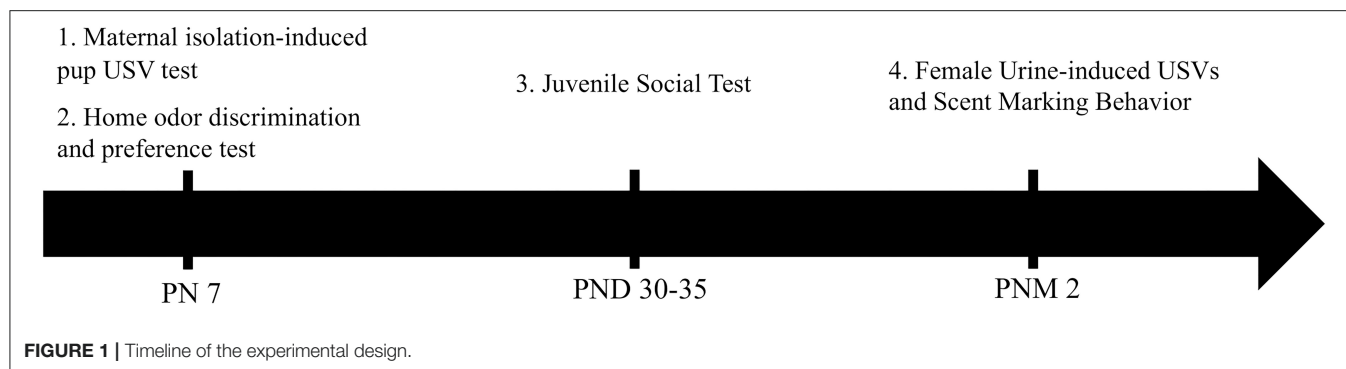 1. Maternal isolation-induced
pup USV test
2. Home odor discrimination
and preference test
3. Juvenile Social Test
4. Female Urine-induced USVs
and Scent Marking Behavior
PN 7
PND 30-35
PNM 2
FIGURE 1 | Timeline of the experimental design.